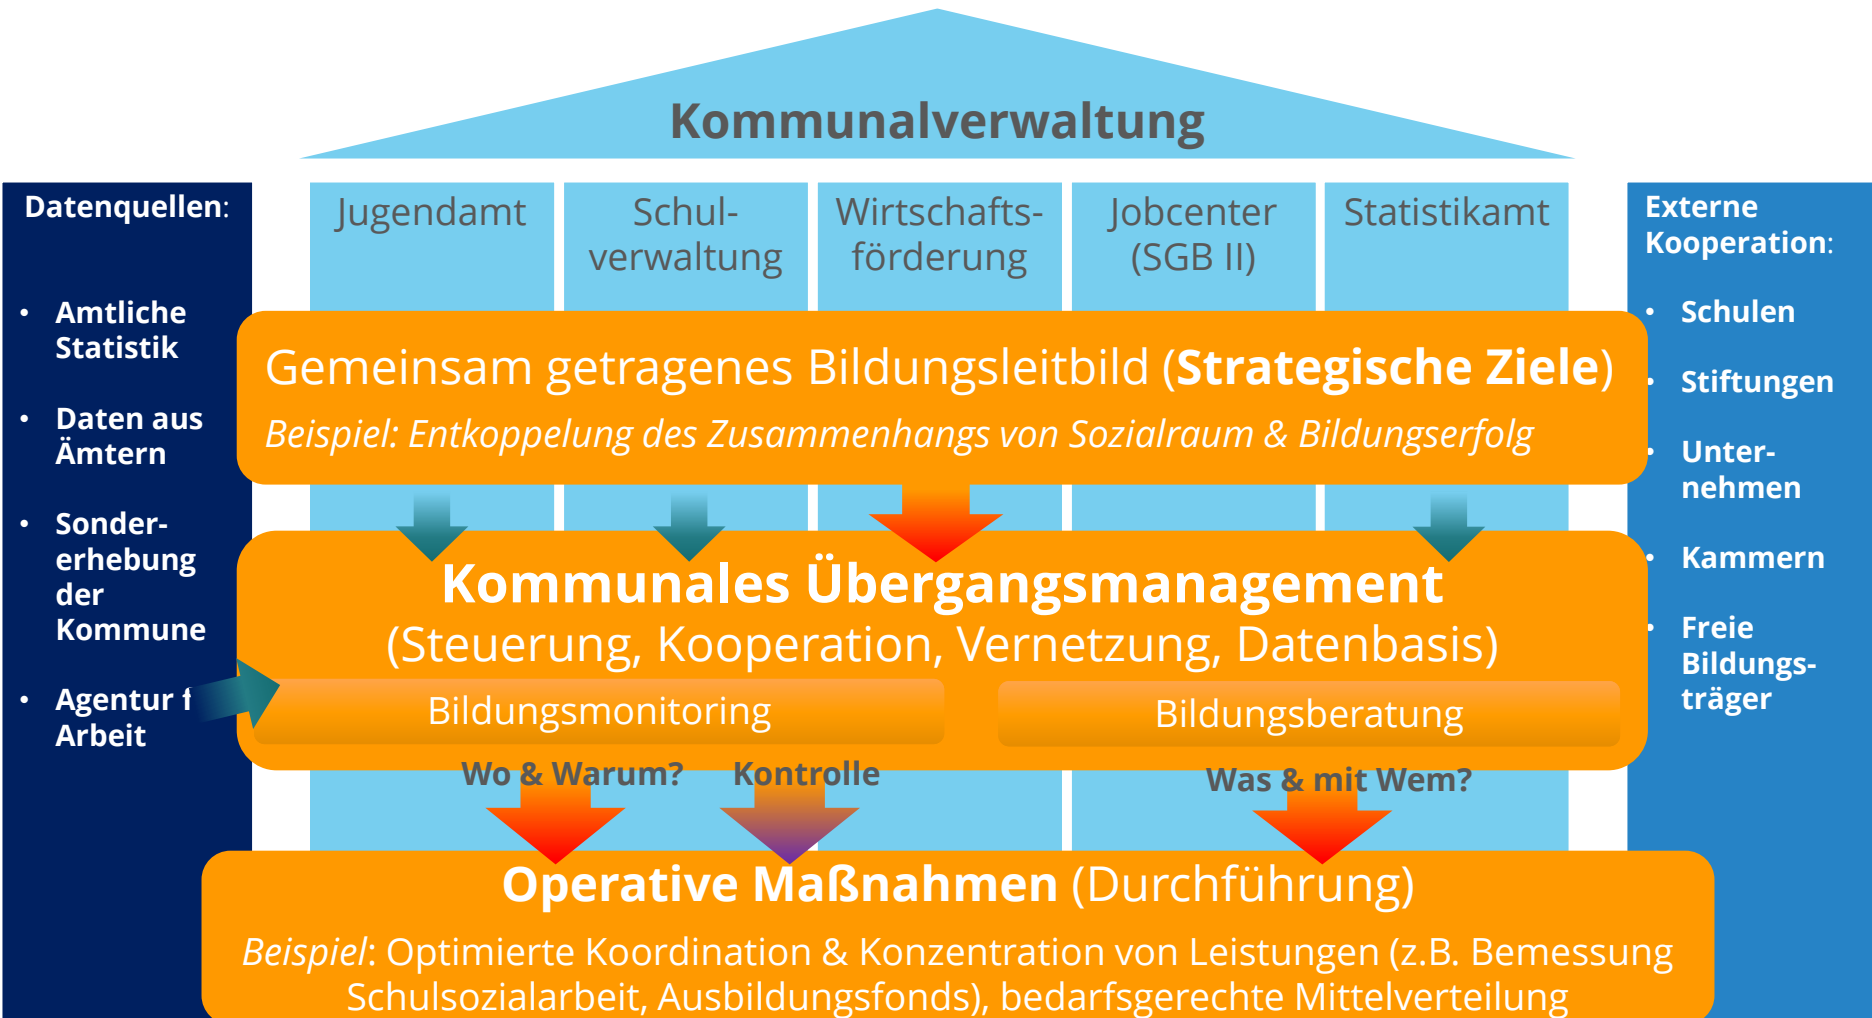 Kommunalverwaltung
Datenquellen:
• Amtliche
Statistik
• Daten aus
Ämtern
• Sonder-
erhebung
der
Kommune
• Agentur f
Arbeit
Jugendamt
Schul-
verwaltung
Wirtschafts-
förderung
Jobcenter
(SGB II)
Statistikamt
Externe
Kooperation:
• Schulen
• Stiftungen
• Unter-
nehmen
• Kammern
• Freie
Bildungs-
träger
Gemeinsam getragenes Bildungsleitbild (Strategische Ziele)
Beispiel: Entkoppelung des Zusammenhangs von Sozialraum & Bildungserfolg
Kommunales Übergangsmanagement
(Steuerung, Kooperation, Vernetzung, Datenbasis)
Bildungsmonitoring
Bildungsberatung
Wo & Warum?
Kontrolle
Was & mit Wem?
Operative Maßnahmen (Durchführung)
Beispiel: Optimierte Koordination & Konzentration von Leistungen (z.B. Bemessung
Schulsozialarbeit, Ausbildungsfonds), bedarfsgerechte Mittelverteilung